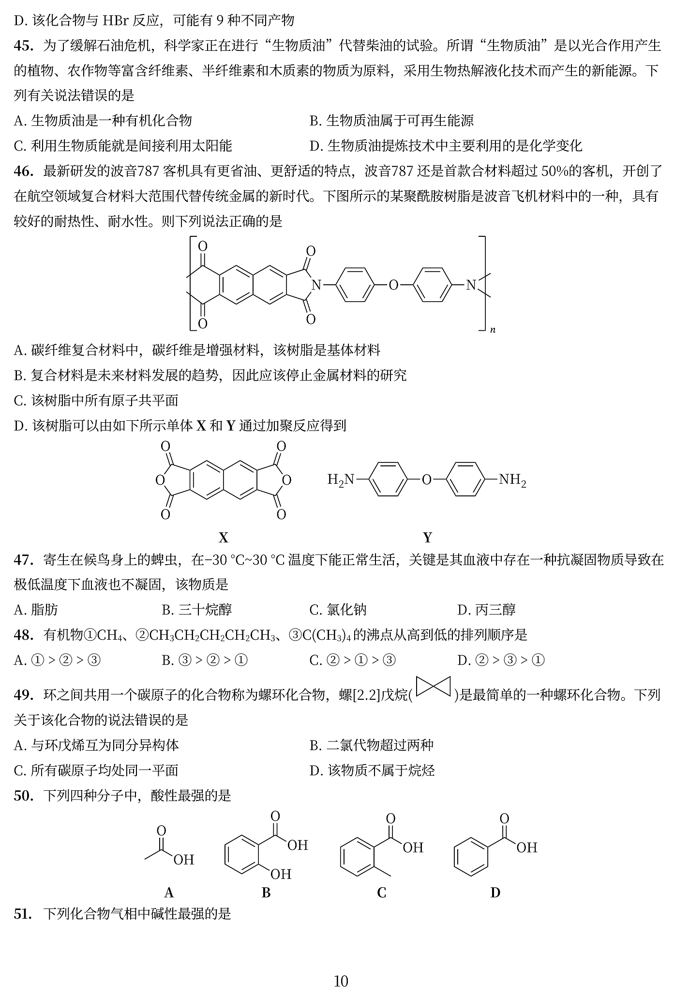 D. 该化合物与 HBr 反应，可能有 9 种不同产物
45. 为了缓解石油危机，科学家正在进行“生物质油”代替柴油的试验。所谓“生物质油”是以光合作用产生
的植物、农作物等富含纤维素、半纤维素和木质素的物质为原料，采用生物热解液化技术而产生的新能源。下
列有关说法错误的是
A. 生物质油是一种有机化合物 B. 生物质油属于可再生能源
C. 利用生物质能就是间接利用太阳能 D. 生物质油提炼技术中主要利用的是化学变化
46. 最新研发的波音787 客机具有更省油、更舒适的特点，波音787 还是首款合材料超过 50%的客机，开创了
在航空领域复合材料大范围代替传统金属的新时代。下图所示的某聚酰胺树脂是波音飞机材料中的一种，具有
较好的耐热性、耐水性。则下列说法正确的是
O O
N O N
O O
n
A. 碳纤维复合材料中，碳纤维是增强材料，该树脂是基体材料
B. 复合材料是未来材料发展的趋势，因此应该停止金属材料的研究
C. 该树脂中所有原子共平面
D. 该树脂可以由如下所示单体 X 和 Y 通过加聚反应得到
O O
O O H₂N O NH₂
O O
X Y
47. 寄生在候鸟身上的蜱虫，在−30 °C~30 °C 温度下能正常生活，关键是其血液中存在一种抗凝固物质导致在
极低温度下血液也不凝固，该物质是
A. 脂肪 B. 三十烷醇 C. 氯化钠 D. 丙三醇
48. 有机物①CH₄、②CH₃CH₂CH₂CH₂CH₃、③C(CH₃)₄ 的沸点从高到低的排列顺序是
A. ① > ② > ③ B. ③ > ② > ① C. ② > ① > ③ D. ② > ③ > ①
49. 环之间共用一个碳原子的化合物称为螺环化合物，螺[2.2]戊烷( )是最简单的一种螺环化合物。下列
关于该化合物的说法错误的是
A. 与环戊烯互为同分异构体 B. 二氯代物超过两种
C. 所有碳原子均处同一平面 D. 该物质不属于烷烃
50. 下列四种分子中，酸性最强的是
O O O O
OH OH OH OH
OH
A B C D
51. 下列化合物气相中碱性最强的是
10